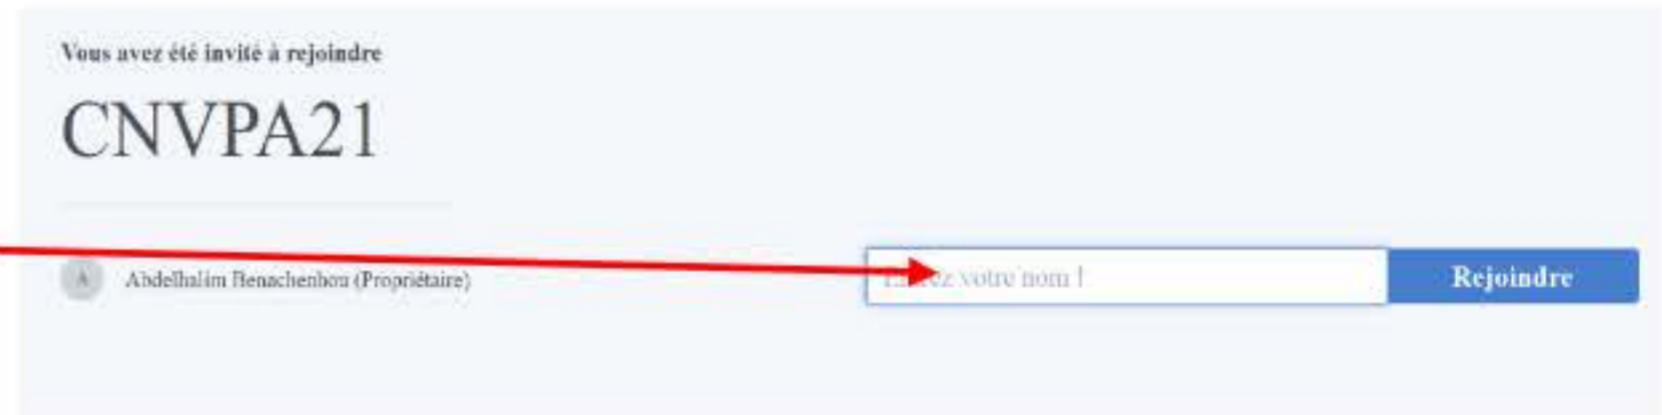 Vous avez été invité à rejoindre
CNVPA21
A Abdelhalim Benachenhou (Propriétaire)
votre nom !
Rejoindre